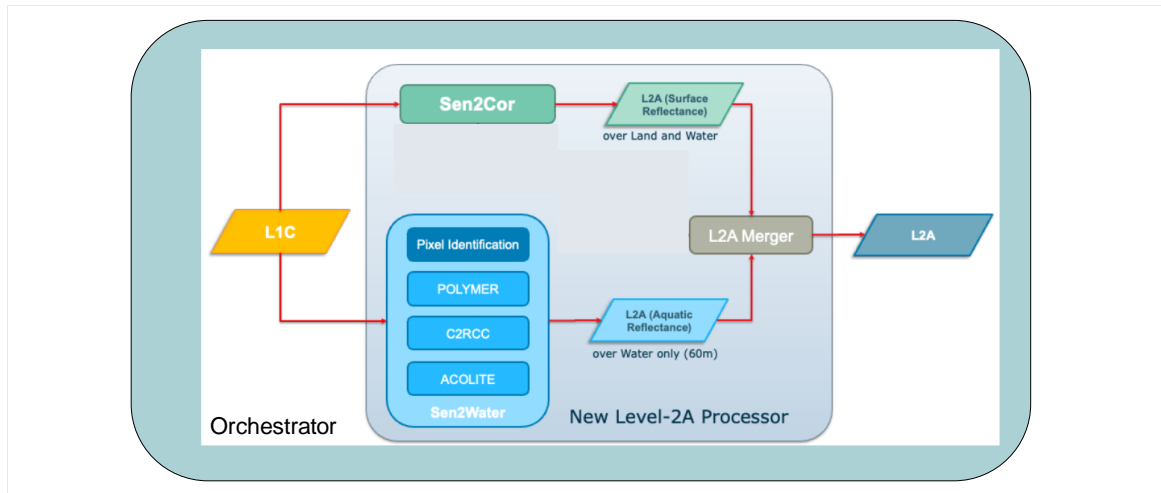 Sen2Cor
L2A (Surface
Reflectance)
over Land and Water
L1C
Pixel Identification
POLYMER
C2RCC
ACOLITE
Sen2Water
L2A (Aquatic
Reflectance)
over Water only (60m)
L2A Merger
L2A
New Level-2A Processor
Orchestrator